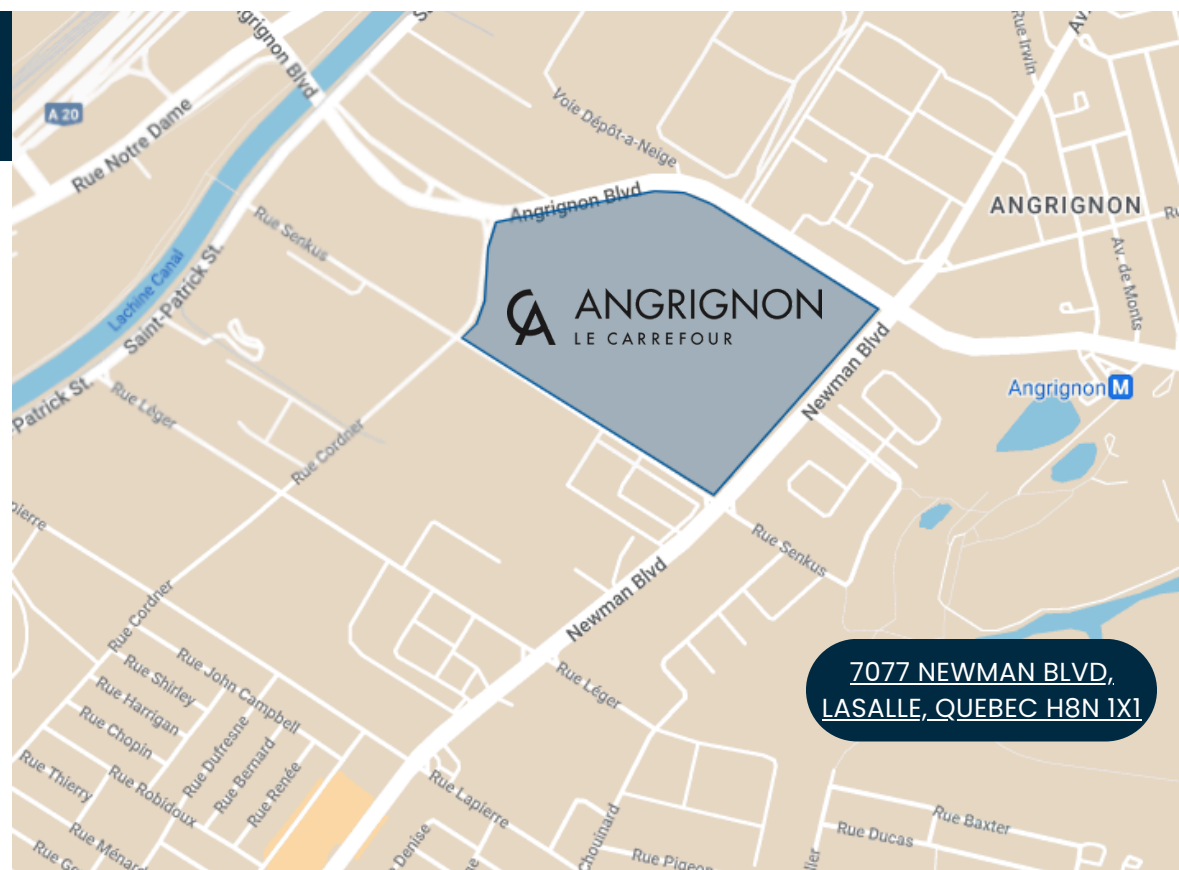 Angrignon Blvd
Rue Irwin
Av.
A 20
Rue Notre Dame
Voie Dépôt-a-Neige
Angrignon Blvd
ANGRIGNON
Rue Senkus
Av. de Monts
Lachine Canal
Saint-Patrick St.
CA ANGRIGNON
LE CARREFOUR
Newman Blvd
Angrignon M
Patrick St.
Rue Léger
Rue Cordner
Rue Senkus
Newman Blvd
Rue Cordner
Rue Shirley
Rue John Campbell
Rue Harrigan
Rue Chopin
Rue Dufresne
Rue Bernard
Rue Renée
Rue Léger
7077 NEWMAN BLVD,
LASALLE, QUEBEC H8N 1X1
Rue Thierry
Rue Robidoux
Rue Lapierre
Rue Baxter
Rue Ducas
Rue Ménard
Denise
Chouinard
Rue Pigeon